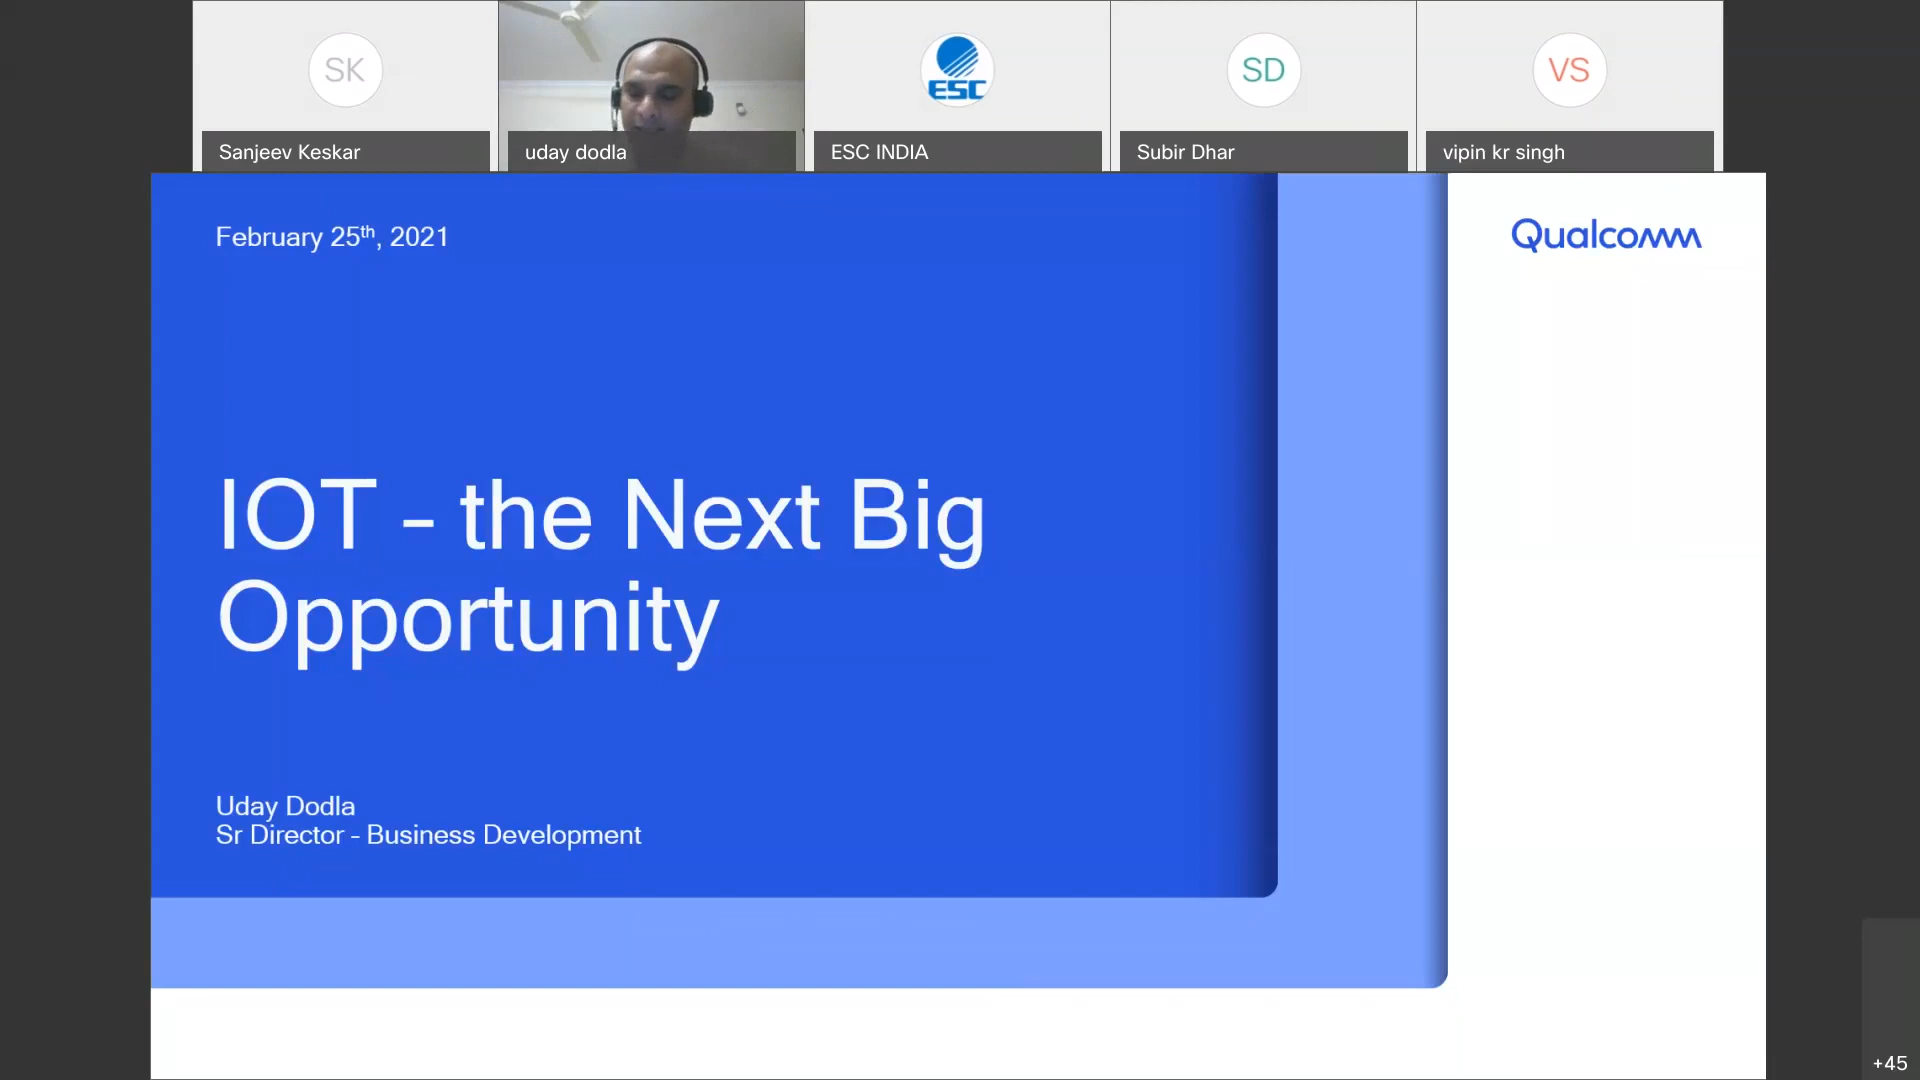 SK
ESC
SD
VS
Sanjeev Keskar
uday dodla
ESC INDIA
Subir Dhar
vipin kr singh
February 25th, 2021
Qualcomm
IOT - the Next Big
Opportunity
Uday Dodla
Sr Director - Business Development
+45